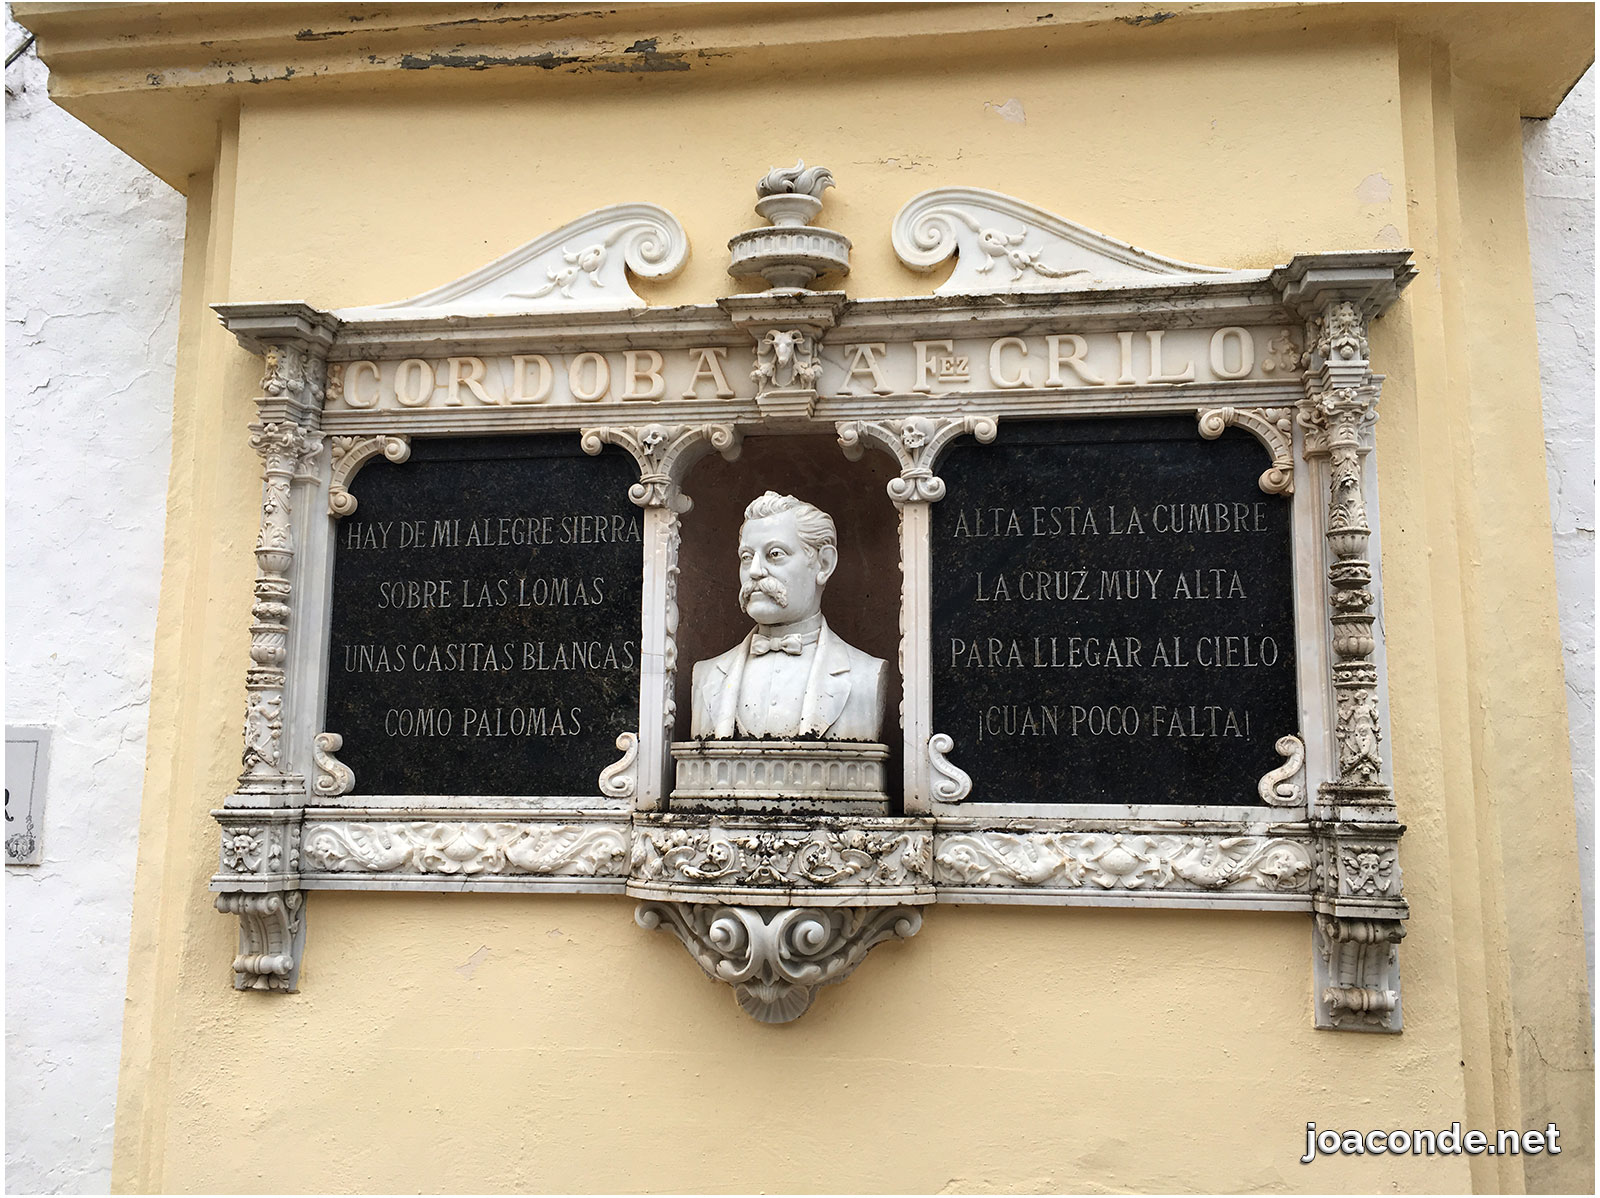 CORDOBA A FEZ GRILO
HAY DE MI ALEGRE SIERRA
SOBRE LAS LOMAS
UNAS CASITAS BLANCAS
COMO PALOMAS
ALTA ESTA LA CUMBRE
LA CRUZ MUY ALTA
PARA LLEGAR AL CIELO
¡CUAN POCO FALTA!
R
joaconde.net